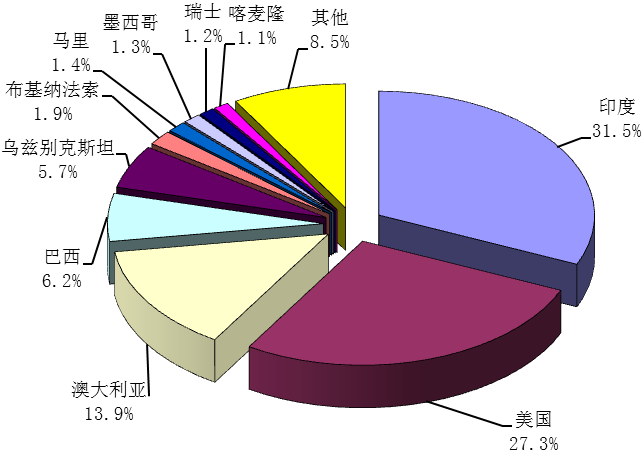 墨西哥
1.3%
瑞士
1.2%
喀麦隆
1.1%
其他
8.5%
马里
1.4%
布基纳法索
1.9%
乌兹别克斯坦
5.7%
巴西
6.2%
澳大利亚
13.9%
美国
27.3%
印度
31.5%